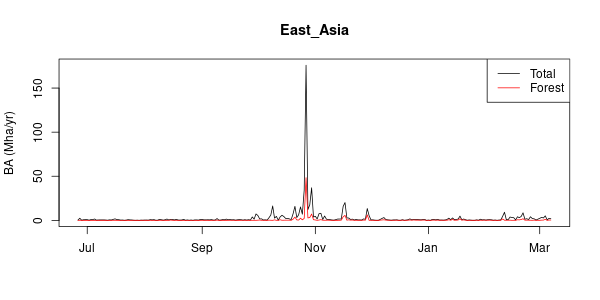 East_Asia
Total
Forest
BA (Mha/yr)
150
100
50
0
Jul Sep Nov Jan Mar